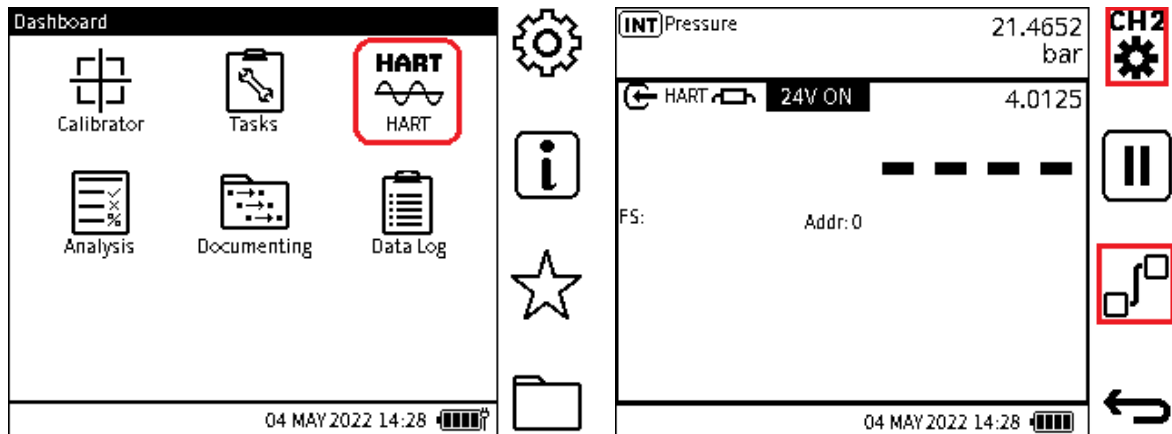 Dashboard
HART
Calibrator
Tasks
HART
Analysis
Documenting
Data Log
04 MAY 2022 14:28
INT Pressure
21.4652
bar
HART
24V ON
4.0125
FS:
Addr: 0
04 MAY 2022 14:28
CH2